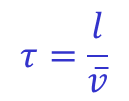 τ = l / v̄